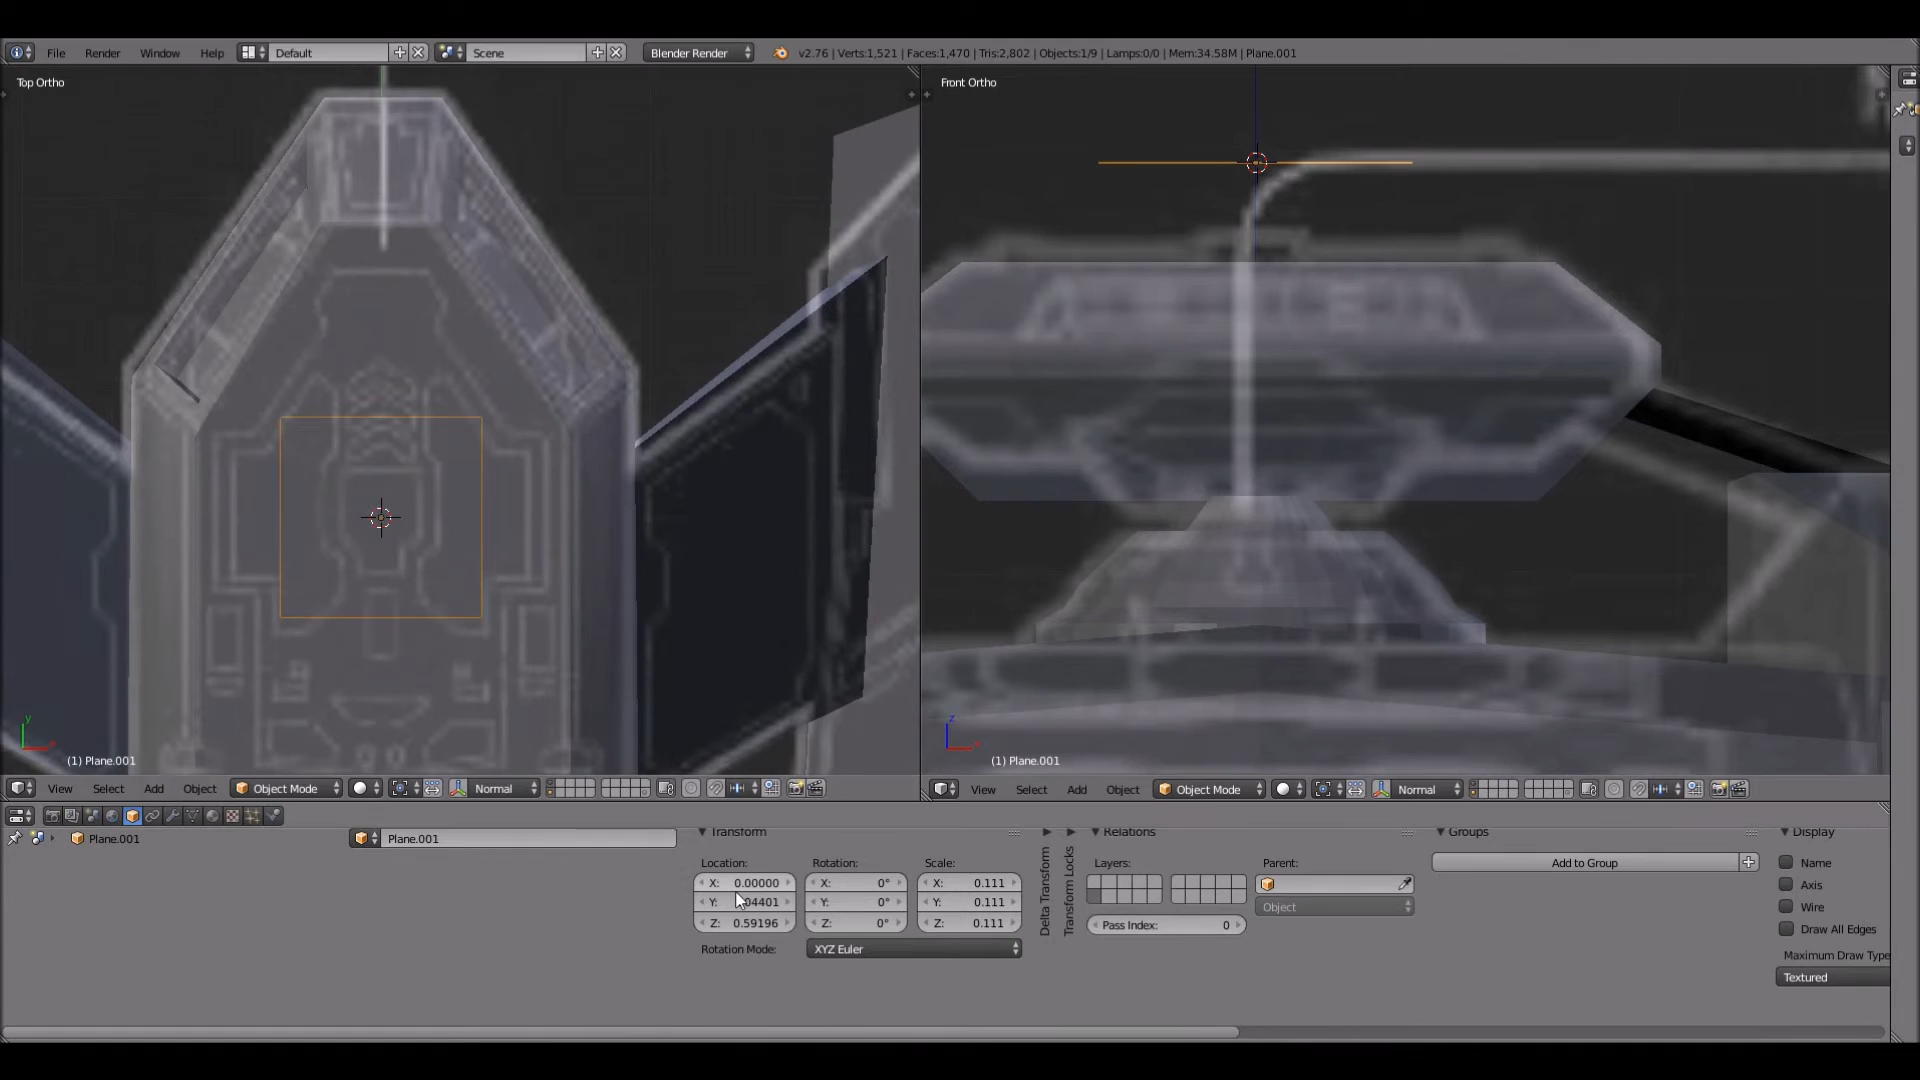 File Render Window Help Default Scene Blender Render v2.76 | Verts:1,521 | Faces:1,470 | Tris:2,802 | Objects:1/9 | Lamps:0/0 | Mem:34.58M | Plane.001
Top Ortho
Front Ortho
(1) Plane.001
(1) Plane.001
View Select Add Object Object Mode Normal
View Select Add Object Object Mode Normal
Plane.001 Plane.001
Transform
Location: Rotation: Scale:
X: 0.00000 X: 0° X: 0.111
Y: 04401 Y: 0° Y: 0.111
Z: 0.59196 Z: 0° Z: 0.111
Rotation Mode: XYZ Euler
Delta Transform
Transform Locks
Relations
Layers: Parent:
Object
Pass Index: 0
Groups
Add to Group
Display
Name
Axis
Wire
Draw All Edges
Maximum Draw Type
Textured